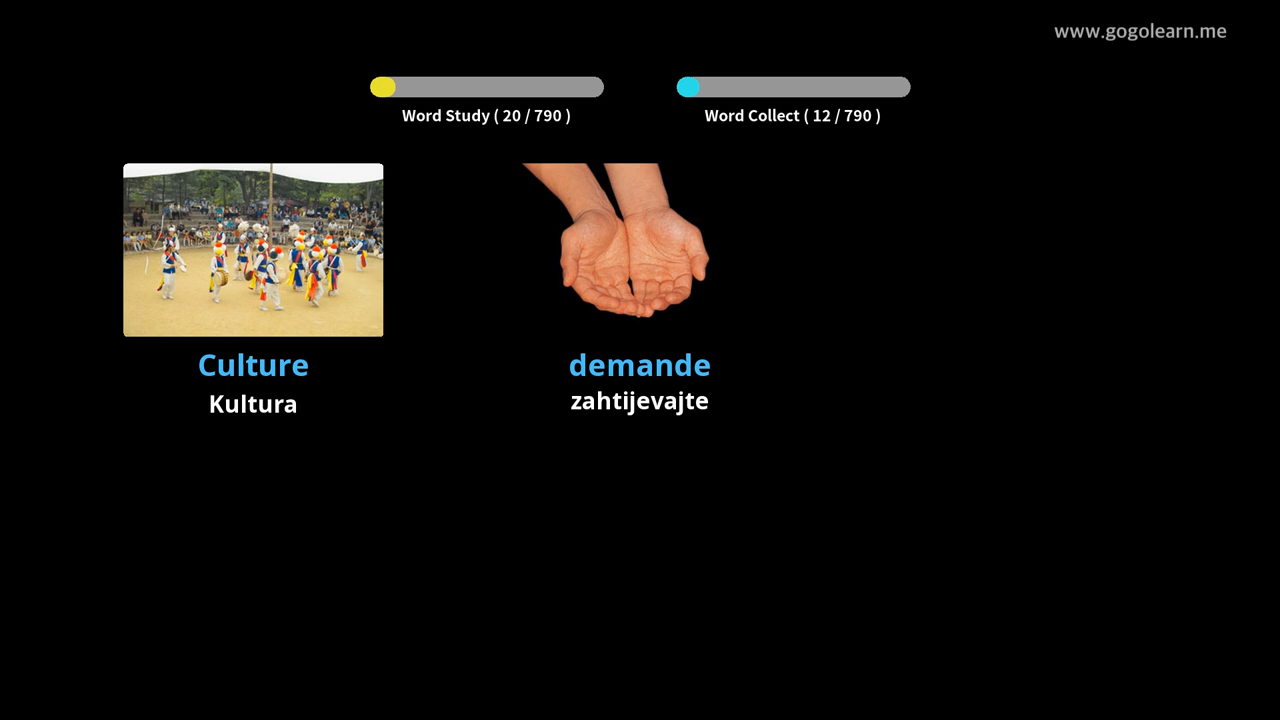 www.gogolearn.me
Word Study ( 20 / 790 )
Word Collect ( 12 / 790 )
Culture
Kultura
demande
zahtijevajte